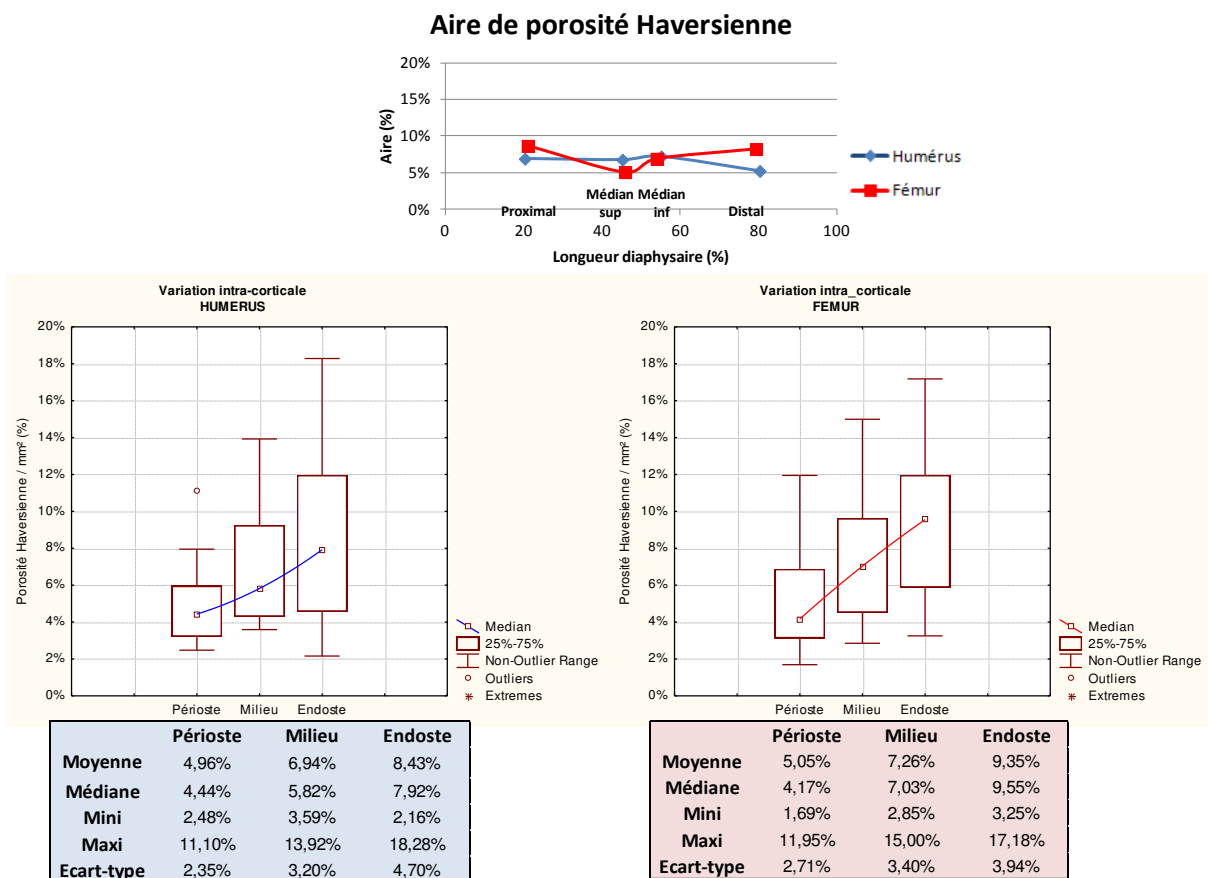 Aire de porosité Haversienne
20%
15%
10%
5%
0%
Aire (%)
Proximal
Médian sup
Médian inf
Distal
0 20 40 60 80 100
Longueur diaphysaire (%)
Humérus
Fémur
Variation intra-corticale
HUMERUS
20%
18%
16%
14%
12%
10%
8%
6%
4%
2%
0%
Porosité Haversienne / mm² (%)
Périoste Milieu Endoste
Median
25%-75%
Non-Outlier Range
Outliers
Extremes
Variation intra_corticale
FEMUR
20%
18%
16%
14%
12%
10%
8%
6%
4%
2%
0%
Porosité Haversienne / mm² (%)
Périoste Milieu Endoste
Median
25%-75%
Non-Outlier Range
Outliers
Extremes
Périoste Milieu Endoste
Moyenne 4,96% 6,94% 8,43%
Médiane 4,44% 5,82% 7,92%
Mini 2,48% 3,59% 2,16%
Maxi 11,10% 13,92% 18,28%
Ecart-type 2,35% 3,20% 4,70%
Périoste Milieu Endoste
Moyenne 5,05% 7,26% 9,35%
Médiane 4,17% 7,03% 9,55%
Mini 1,69% 2,85% 3,25%
Maxi 11,95% 15,00% 17,18%
Ecart-type 2,71% 3,40% 3,94%